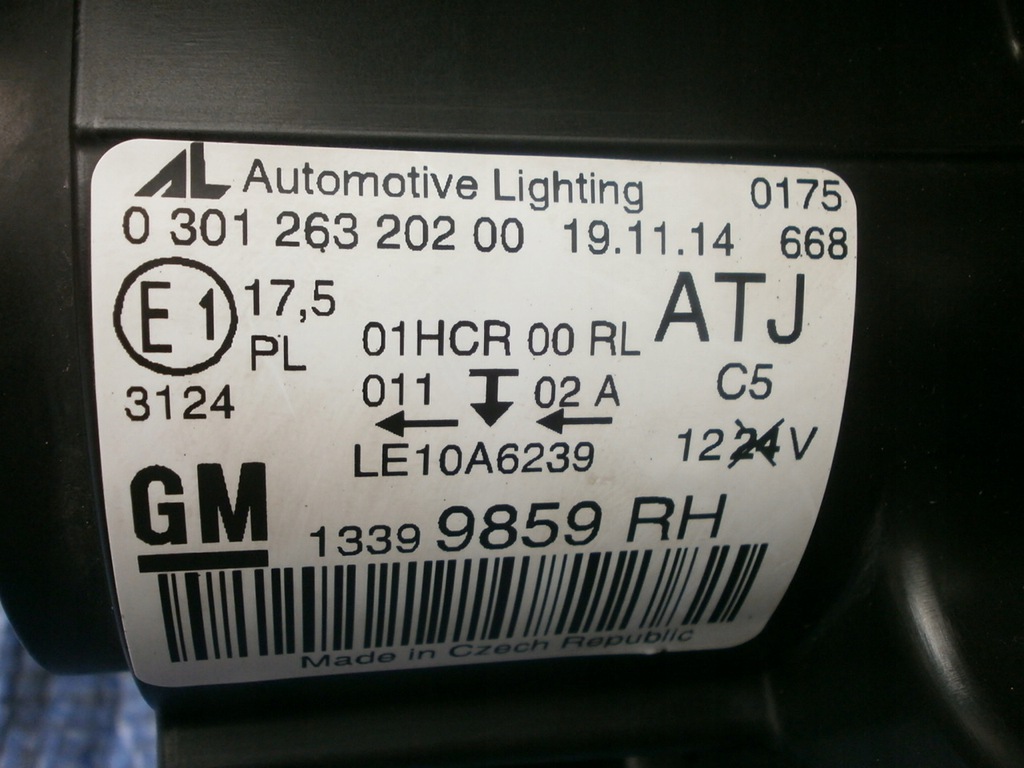 AL Automotive Lighting 0175
0 301 263 202 00 19.11.14 668
E1 17,5 ATJ
PL 01HCR 00 RL
3124 011 02 A C5
LE10A6239 12 24 V
GM 1339 9859 RH
Made in Czech Republic